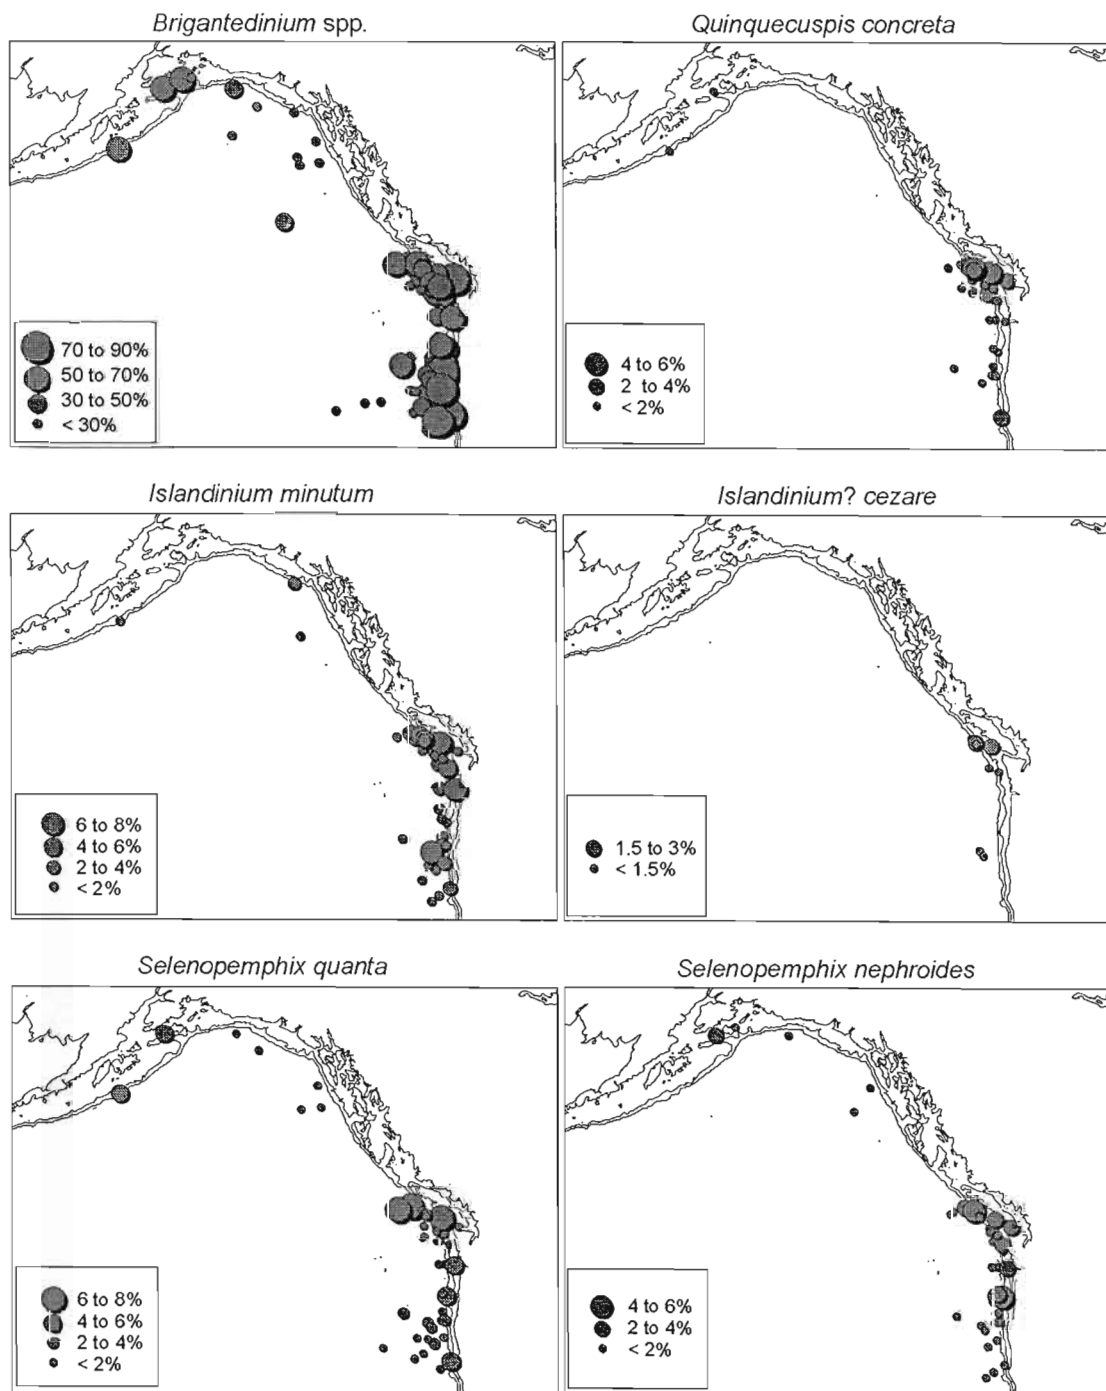 Brigantedinium spp.
Quinquecuspis concreta
70 to 90%
50 to 70%
30 to 50%
< 30%
4 to 6%
2 to 4%
< 2%
Islandinium minutum
Islandinium? cezare
6 to 8%
4 to 6%
2 to 4%
< 2%
1.5 to 3%
< 1.5%
Selenopemphix quanta
Selenopemphix nephroides
6 to 8%
4 to 6%
2 to 4%
< 2%
4 to 6%
2 to 4%
< 2%